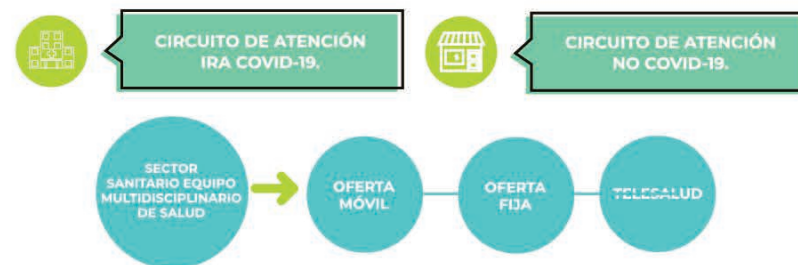 CIRCUITO DE ATENCIÓN
IRA COVID-19.
CIRCUITO DE ATENCIÓN
NO COVID-19.
SECTOR
SANITARIO EQUIPO
MULTIDISCIPLINARIO
DE SALUD
OFERTA
MÓVIL
OFERTA
FIJA
TELESALUD